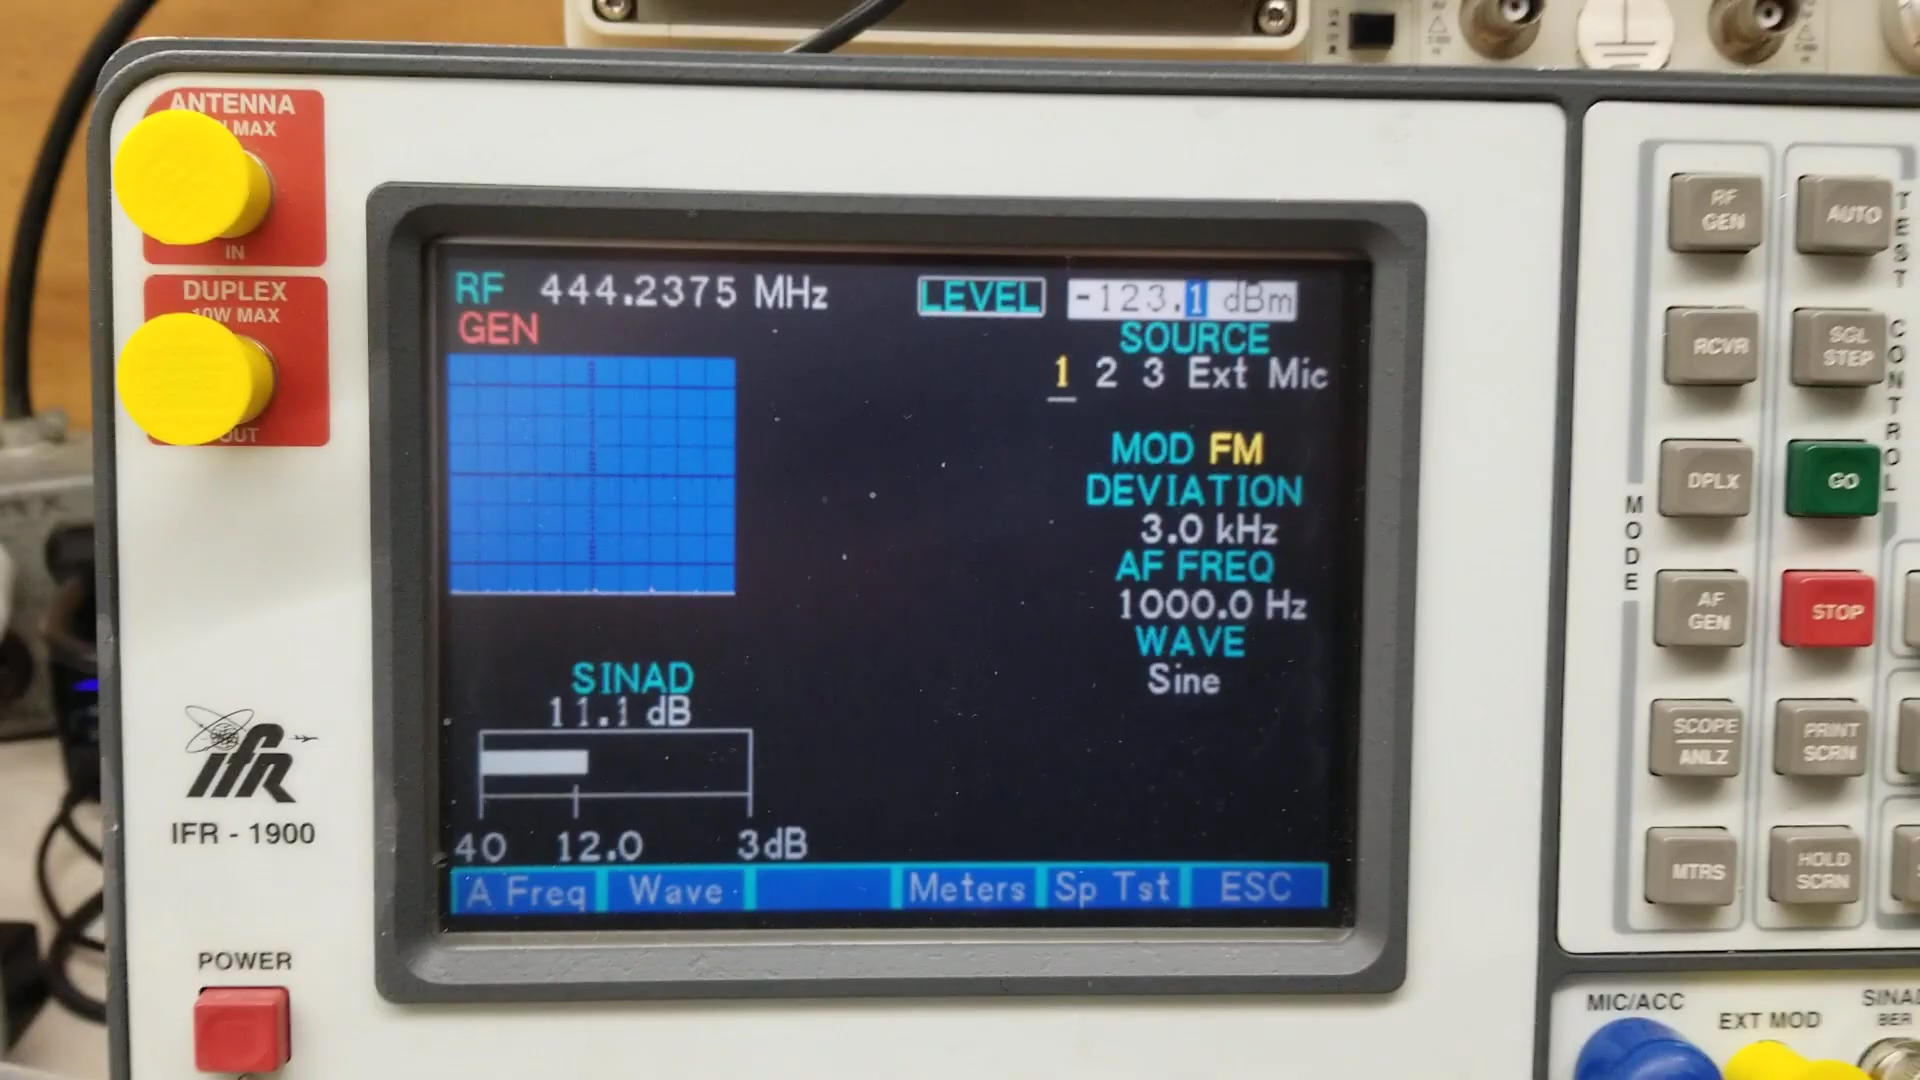 ANTENNA
MAX
IN
DUPLEX
10W MAX
OUT
RF 444.2375 MHz
GEN
LEVEL -123.1 dBm
SOURCE
1 2 3 Ext Mic
MOD FM
DEVIATION
3.0 kHz
AF FREQ
1000.0 Hz
WAVE
Sine
SINAD
11.1 dB
40 12.0 3dB
A Freq Wave Meters Sp Tst ESC
ifr
IFR - 1900
POWER
MODE
RF
GEN
RCVR
DPLX
AF
GEN
SCOPE
ANLZ
MTRS
TEST CONTROL
AUTO
SGL
STEP
GO
STOP
PRINT
SCRN
HOLD
SCRN
MIC/ACC
EXT MOD
SINAD
BER